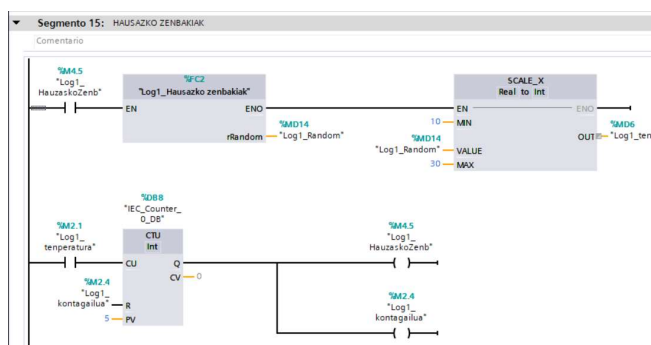 Segmento 15: HAUSAZKO ZENBAKIAK
Comentario
%M4.5
"Log1_
HauzaskoZenb"
%FC2
"Log1_Hausazko zenbakiak"
EN
ENO
rRandom
%MD14
"Log1_Random"
SCALE_X
Real to Int
EN
ENO
10
MIN
%MD14
"Log1_Random"
VALUE
30
MAX
OUT
%MD6
"Log1_ten
%DB8
"IEC_Counter_
0_DB"
%M2.1
"Log1_
tenperatura"
CTU
Int
CU
Q
CV
0
%M2.4
"Log1_
kontagailua"
R
5
PV
%M4.5
"Log1_
HauzaskoZenb"
%M2.4
"Log1_
kontagailua"